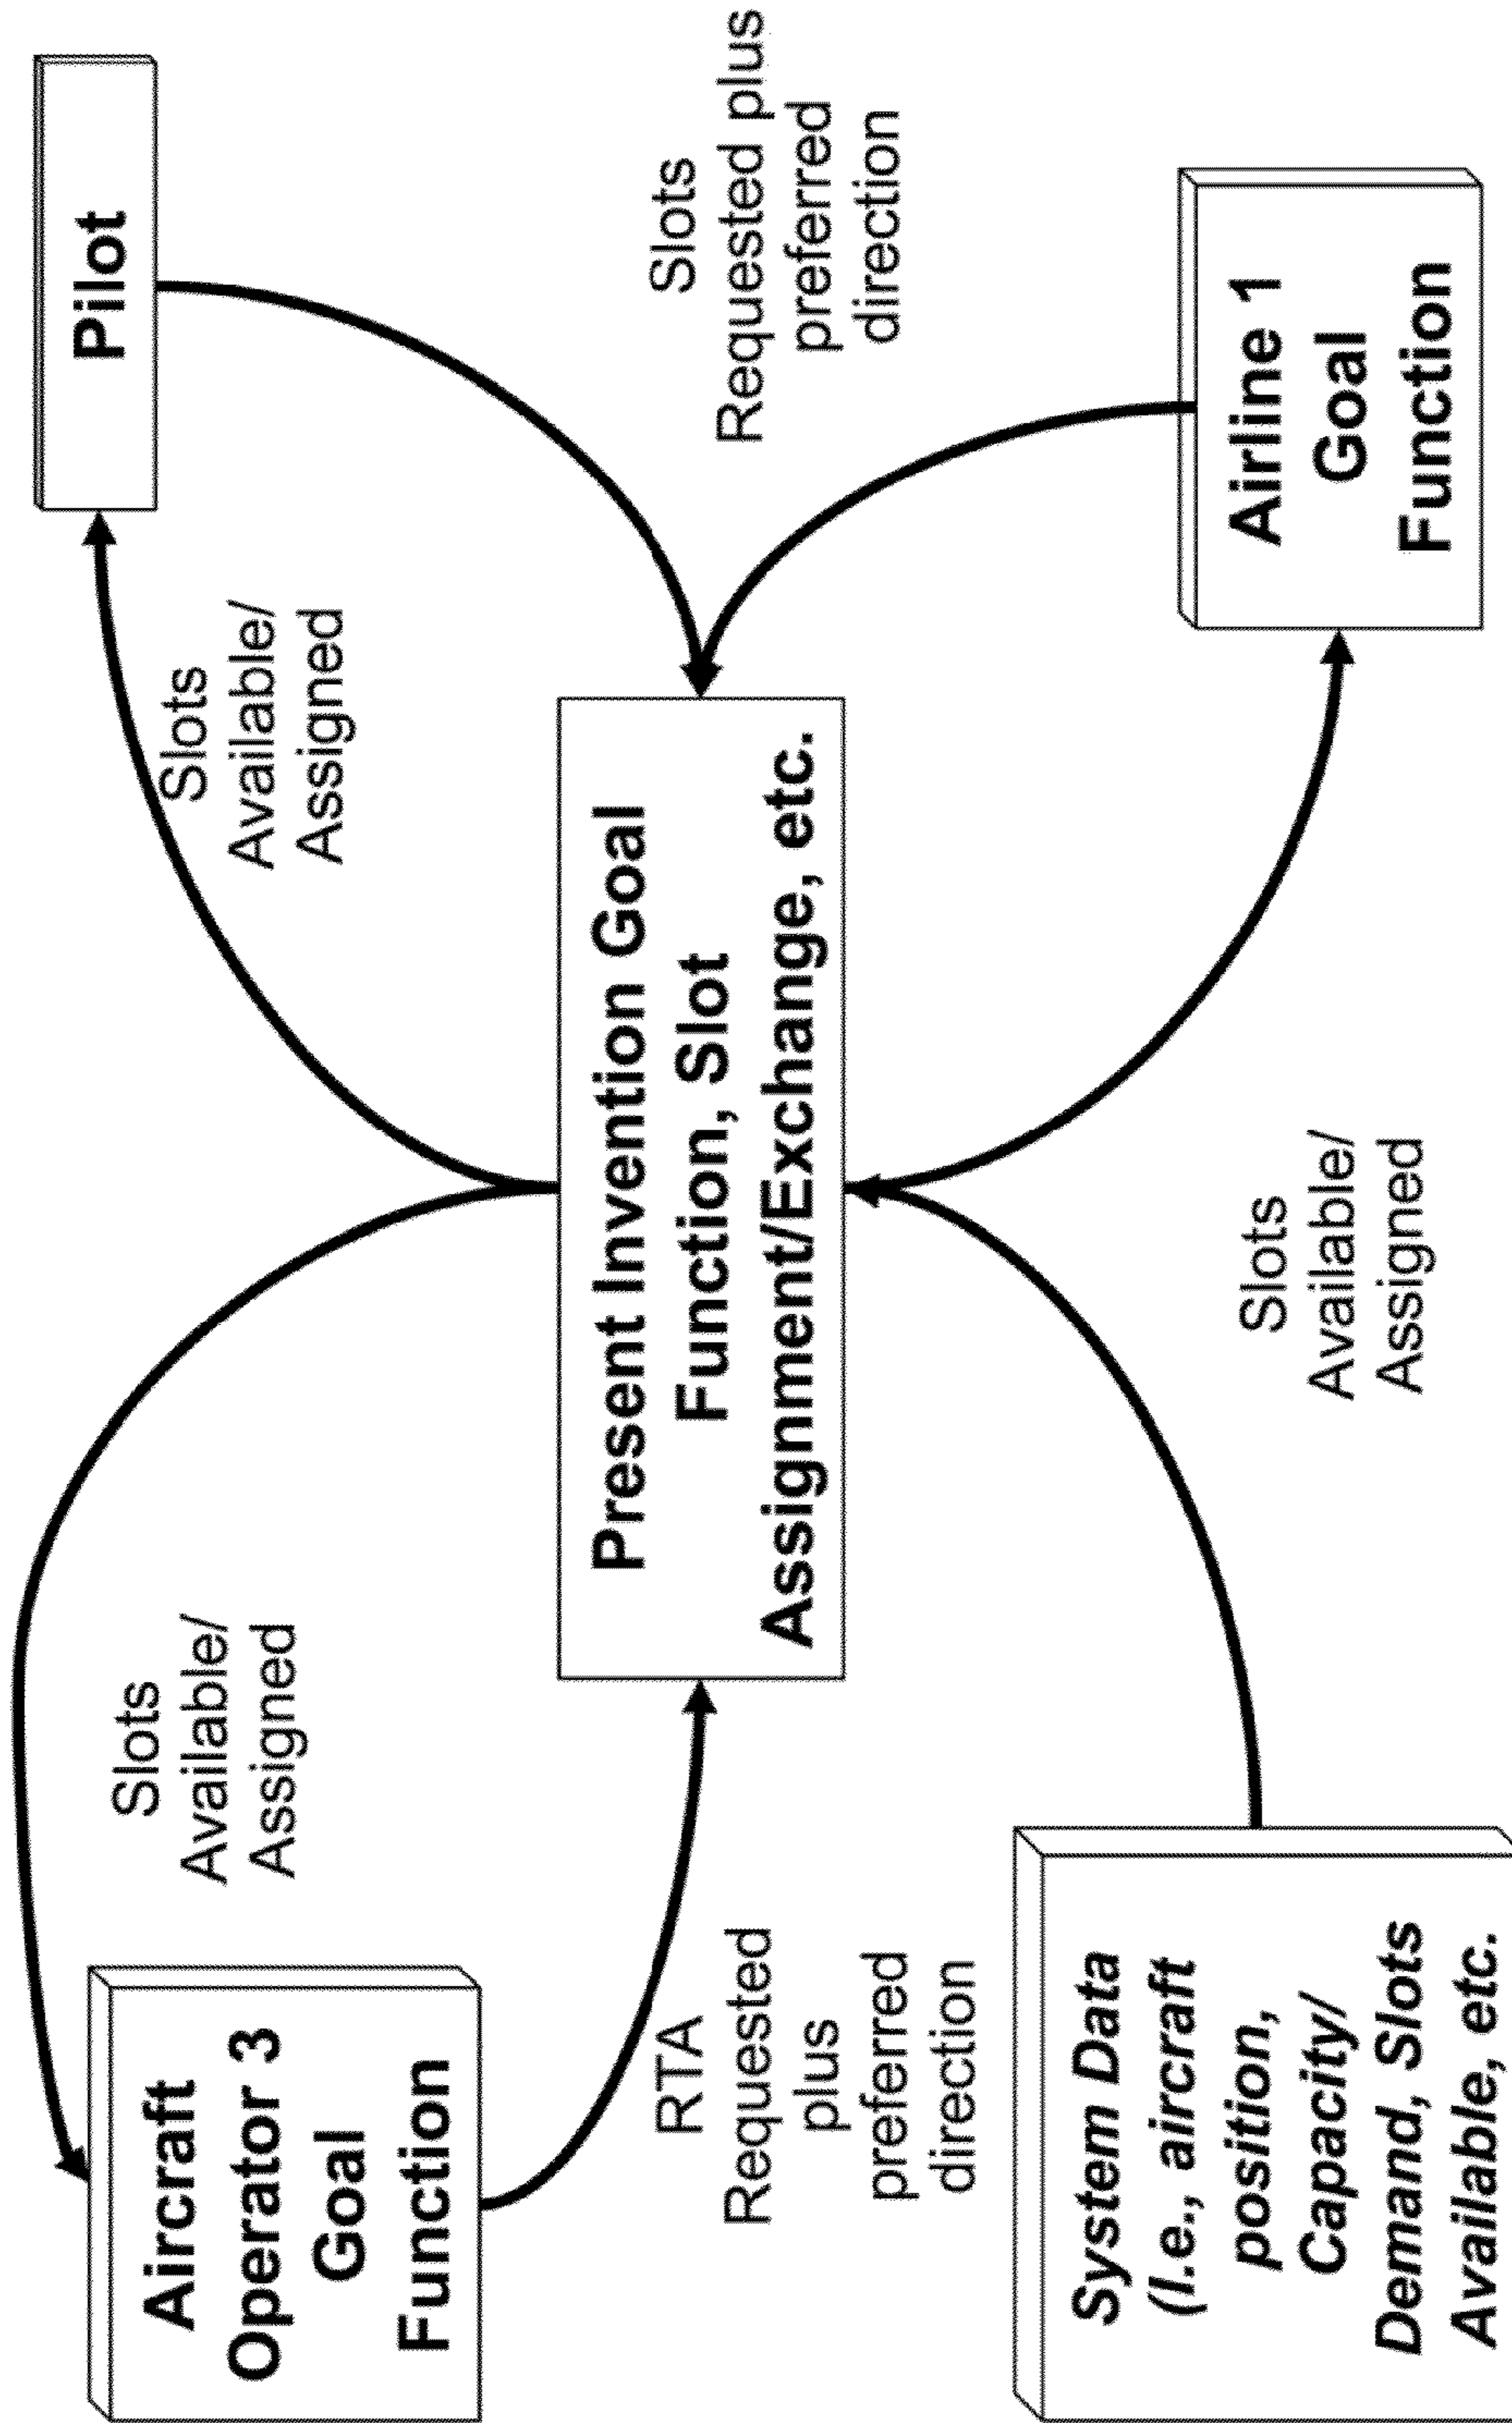 Aircraft
Operator 3
Goal
Function
Slots
Available/
Assigned
Slots
Available/
Assigned
Pilot
Present Invention Goal
Function, Slot
Assignment/Exchange, etc.
RTA
Requested
plus
preferred
direction
Slots
Requested plus
preferred
direction
System Data
(I.e., aircraft
position,
Capacity/
Demand, Slots
Available, etc.
Slots
Available/
Assigned
Airline 1
Goal
Function